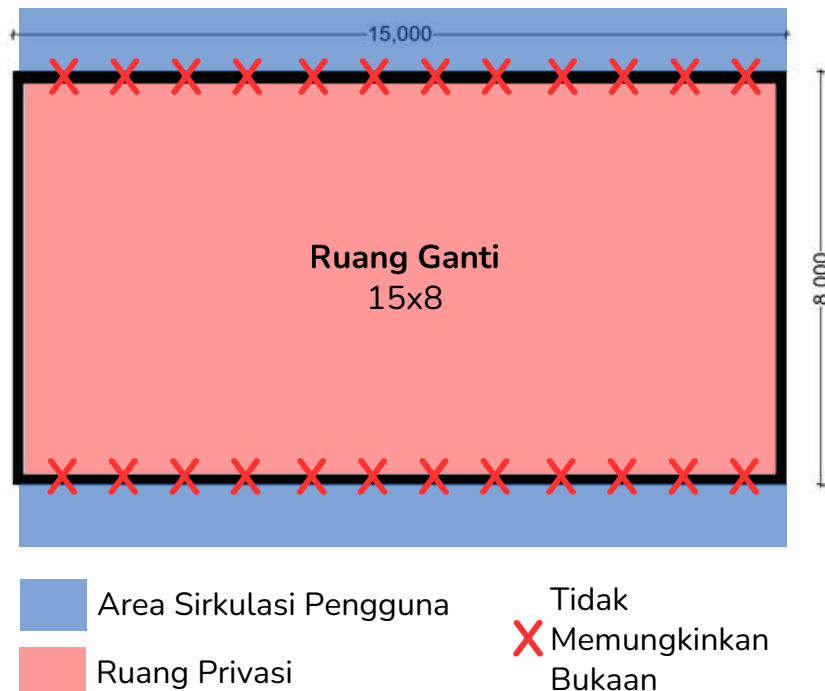 15,000
Ruang Ganti
15x8
8,000
Area Sirkulasi Pengguna
Ruang Privasi
Tidak
Memungkinkan
Bukaan